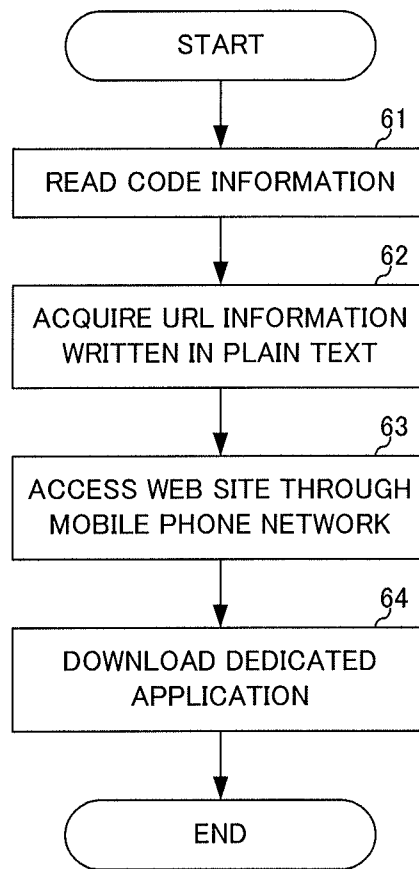 START
61
READ CODE INFORMATION
62
ACQUIRE URL INFORMATION
WRITTEN IN PLAIN TEXT
63
ACCESS WEB SITE THROUGH
MOBILE PHONE NETWORK
64
DOWNLOAD DEDICATED
APPLICATION
END